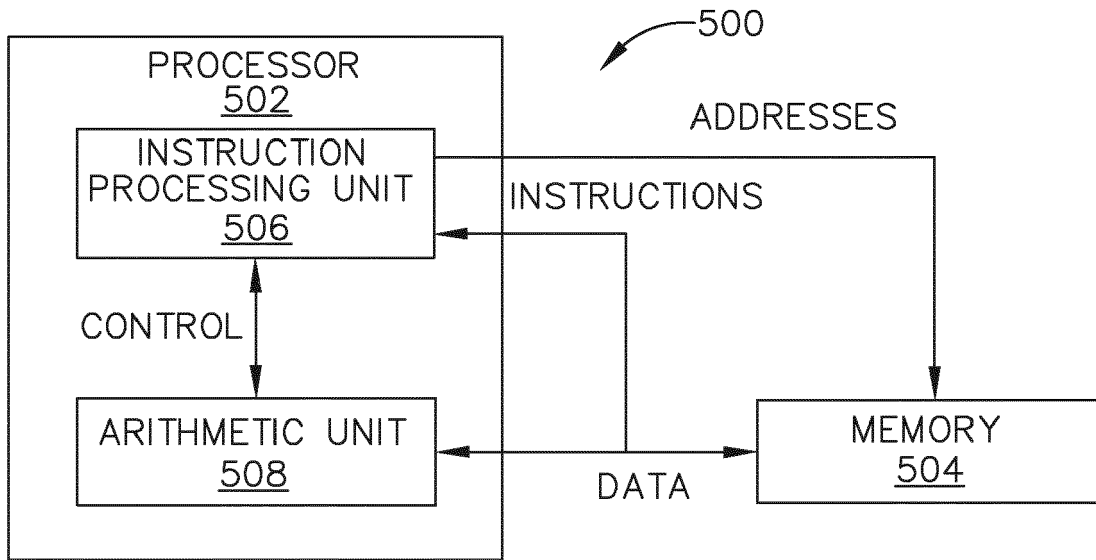 500
PROCESSOR
502
ADDRESSES
INSTRUCTION
PROCESSING UNIT
506
INSTRUCTIONS
CONTROL
ARITHMETIC UNIT
508
DATA
MEMORY
504